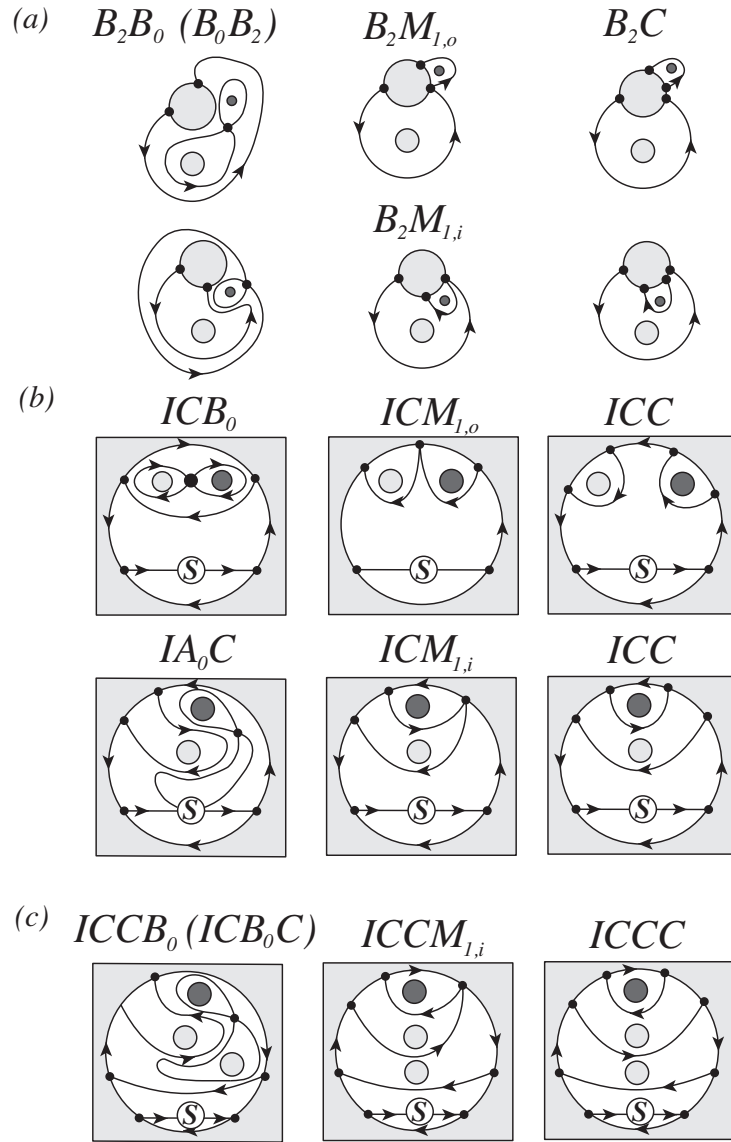 (a) B₂B₀ (B₀B₂) B₂M₁,ₒ B₂C
B₂M₁,ᵢ
(b) ICB₀ ICM₁,ₒ ICC
S S S
IA₀C ICM₁,ᵢ ICC
S S S
(c) ICCB₀ (ICB₀C) ICCM₁,ᵢ ICCC
S S S